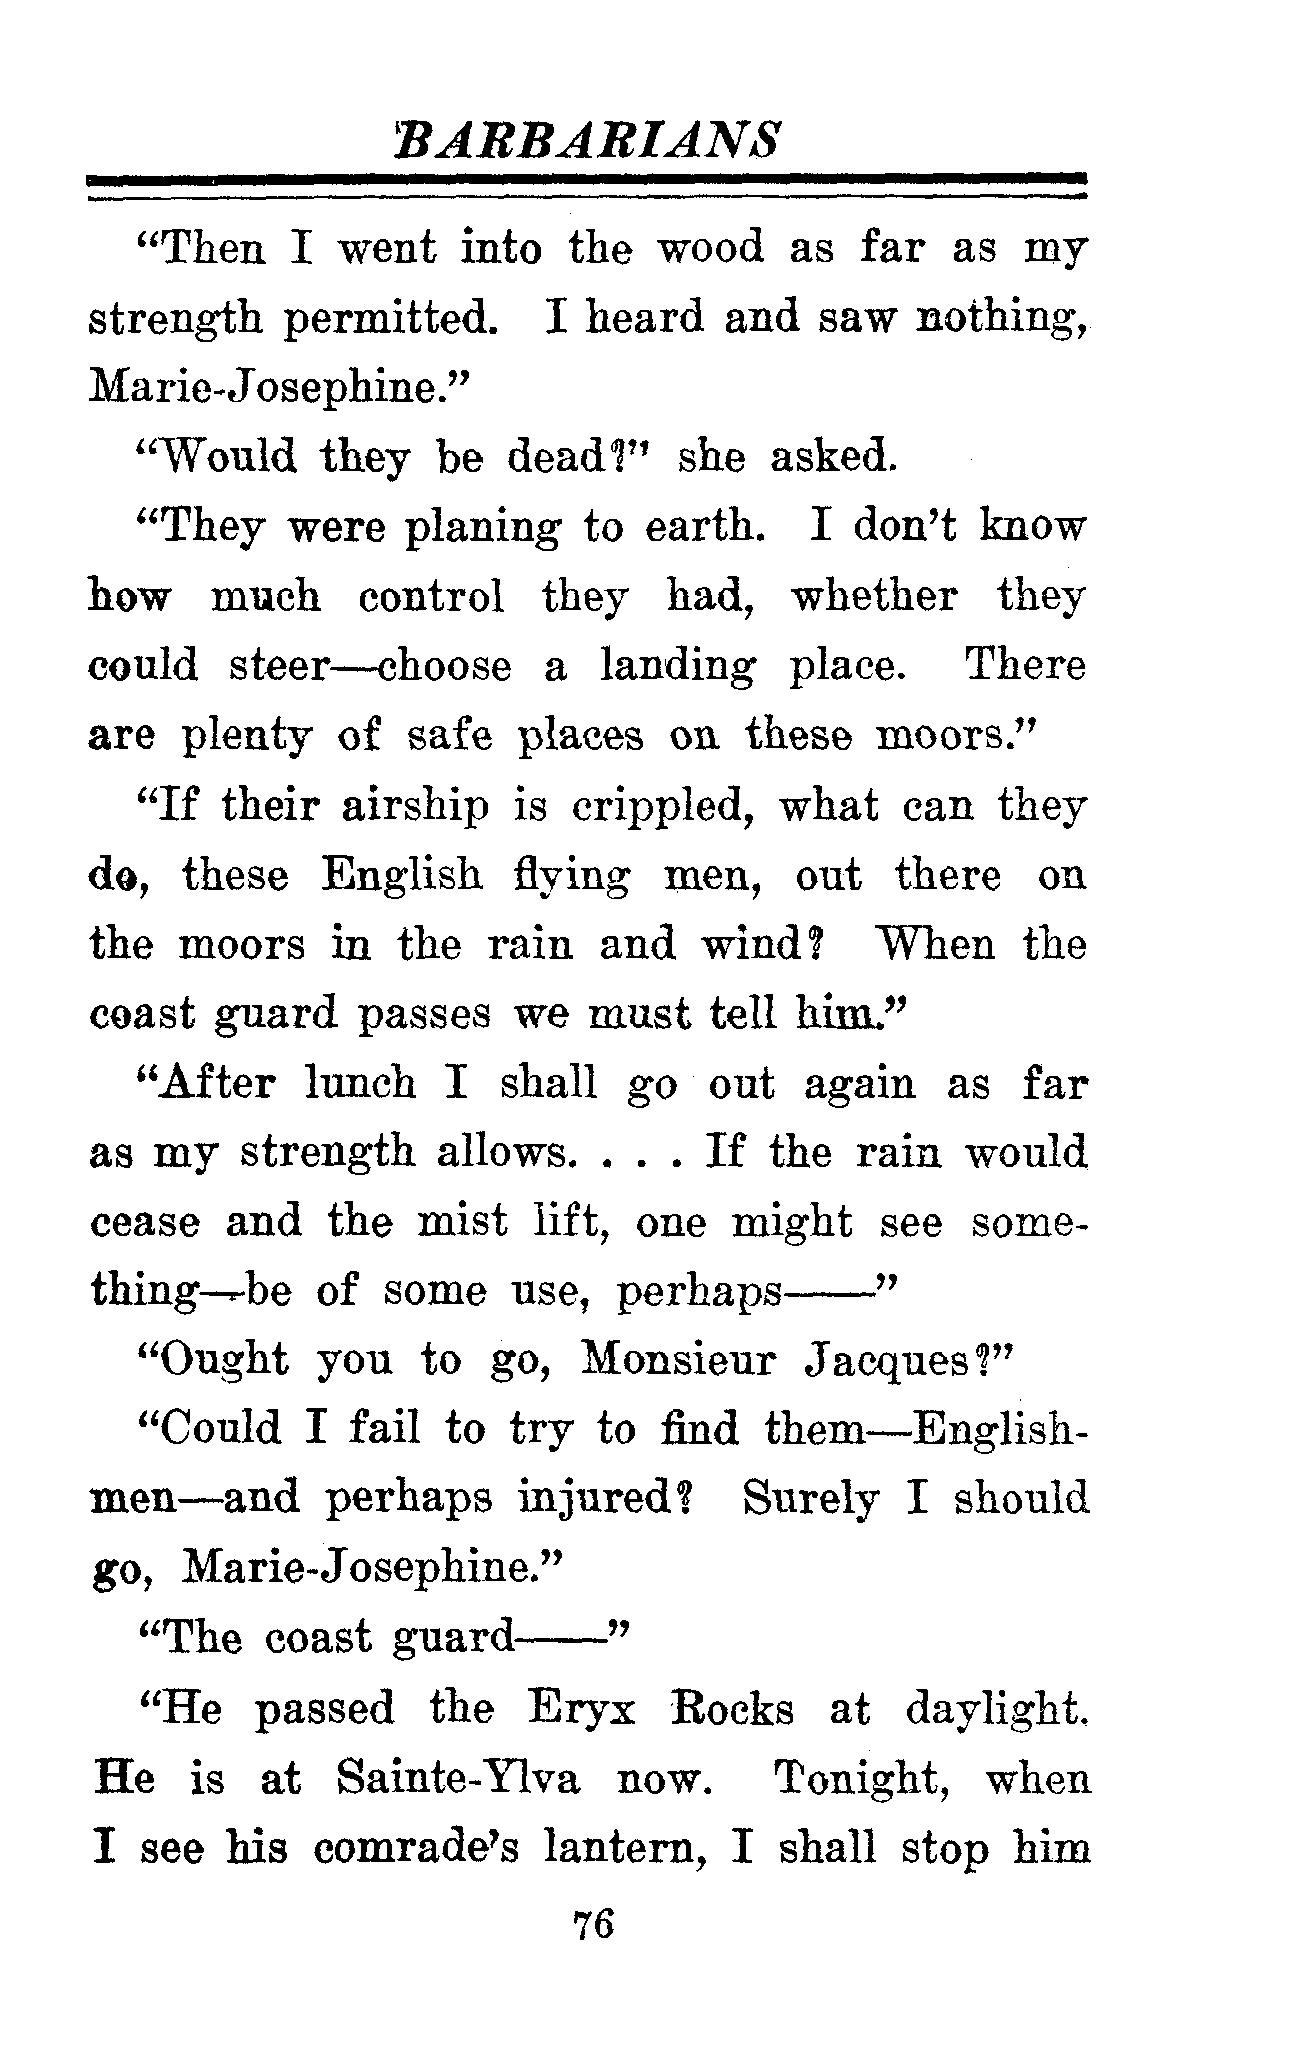 BARBARIANS
“Then I went into the wood as far as my
strength permitted. I heard and saw nothing,
Marie-Josephine.”
“Would they be dead?” she asked.
“They were planing to earth. I don’t know
how much control they had, whether they
could steer—choose a landing place. There
are plenty of safe places on these moors.”
“If their airship is crippled, what can they
do, these English flying men, out there on
the moors in the rain and wind? When the
coast guard passes we must tell him.”
“After lunch I shall go out again as far
as my strength allows. . . . If the rain would
cease and the mist lift, one might see some-
thing—be of some use, perhaps——”
“Ought you to go, Monsieur Jacques?”
“Could I fail to try to find them—English-
men—and perhaps injured? Surely I should
go, Marie-Josephine.”
“The coast guard——”
“He passed the Eryx Rocks at daylight.
He is at Sainte-Ylva now. Tonight, when
I see his comrade’s lantern, I shall stop him
76